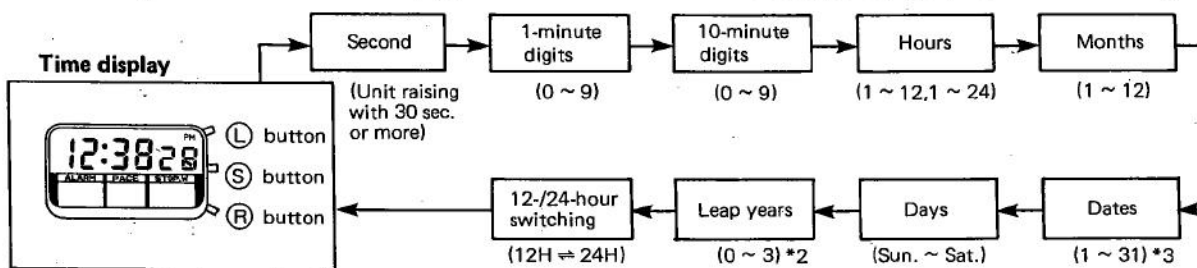 Second
1-minute
digits
10-minute
digits
Hours
Months
Time display
(Unit raising
with 30 sec.
or more)
(0 ~ 9)
(0 ~ 9)
(1 ~ 12,1 ~ 24)
(1 ~ 12)
PM
12:38 28
ALARM PACE STOP.W
L button
S button
R button
12-/24-hour
switching
Leap years
Days
Dates
(12H ⇌ 24H)
(0 ~ 3) *2
(Sun. ~ Sat.)
(1 ~ 31) *3